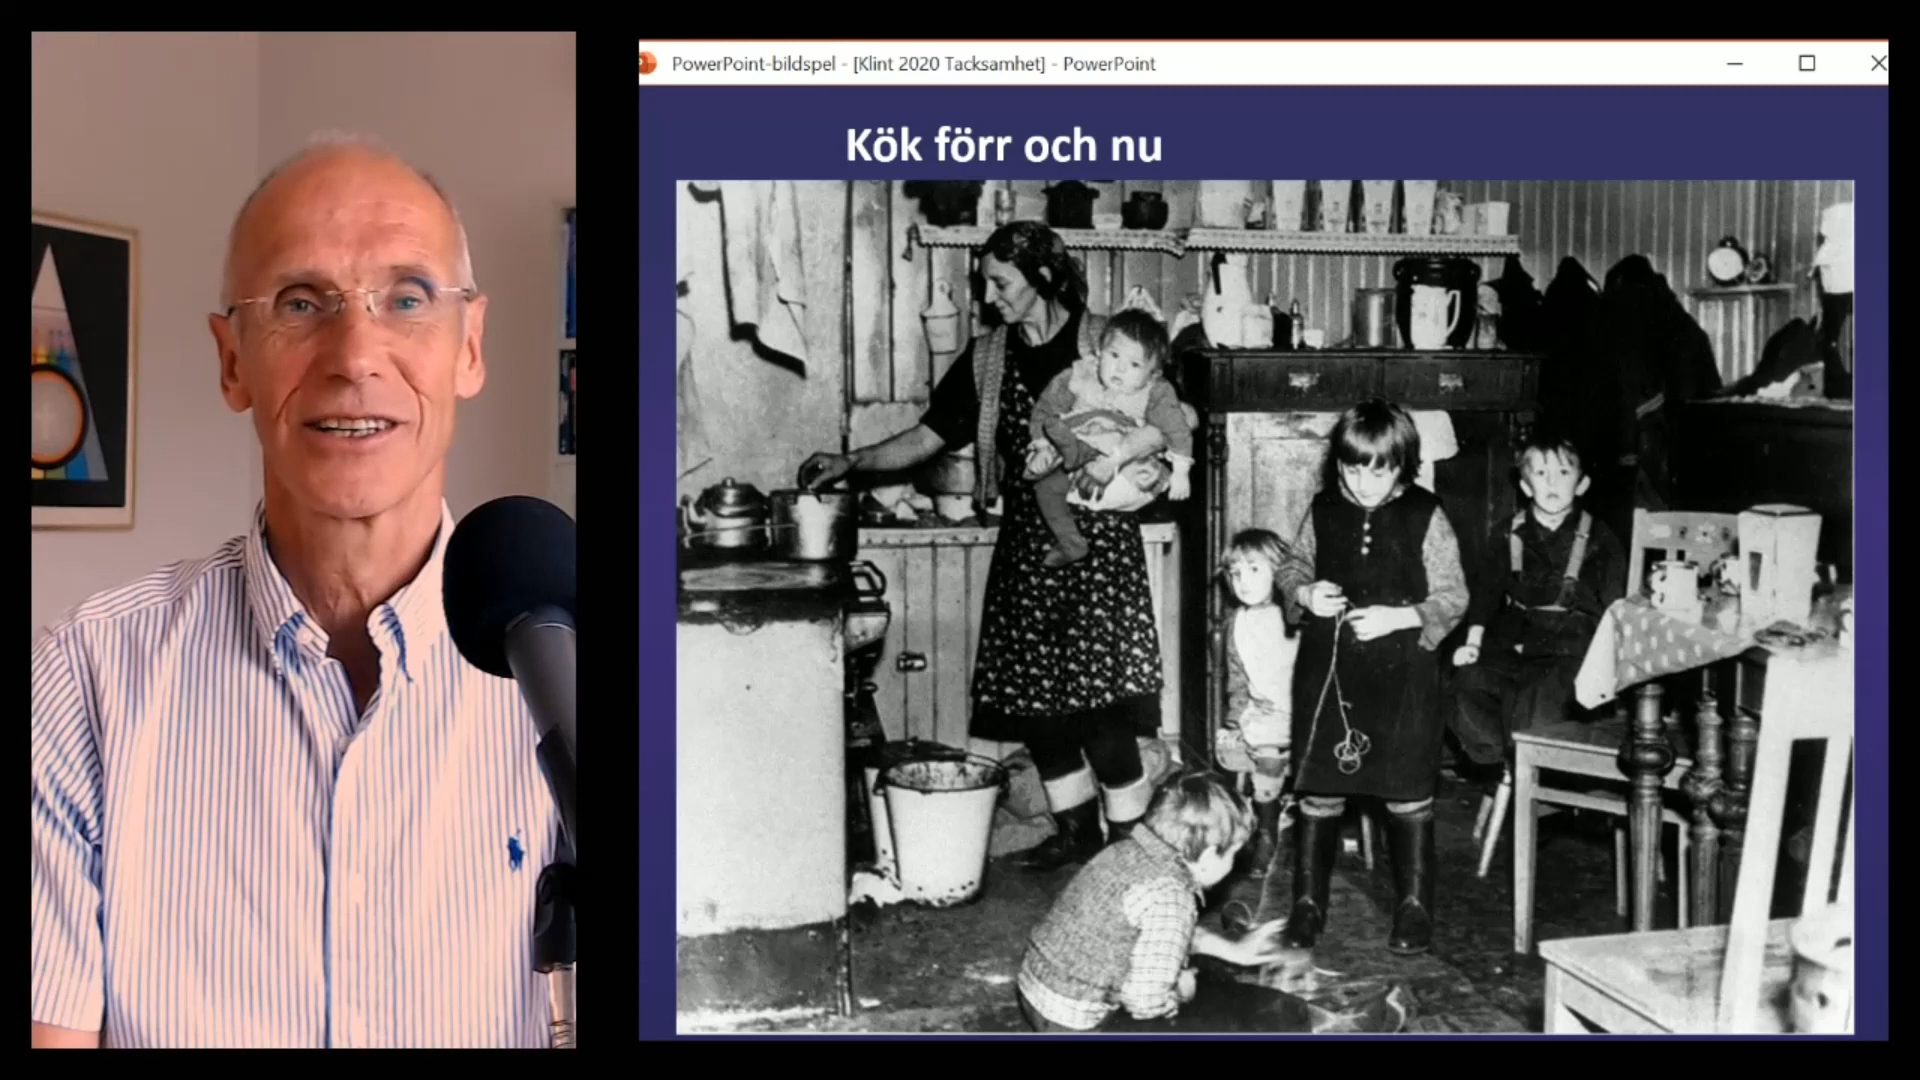 PowerPoint-bildspel - [Klint 2020 Tacksamhet] - PowerPoint
Kök förr och nu